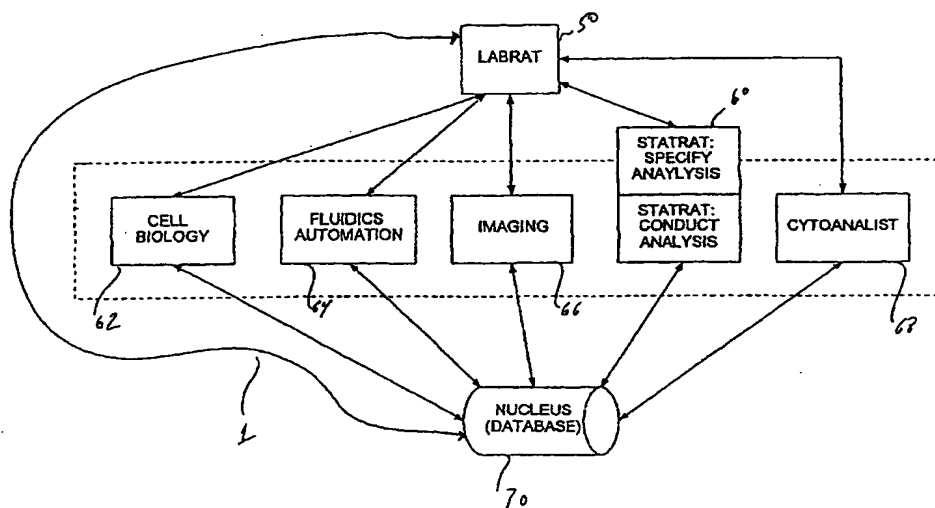 50
LABRAT
60
STATRAT:
SPECIFY
ANAYLYSIS
CELL
BIOLOGY
FLUIDICS
AUTOMATION
IMAGING
STATRAT:
CONDUCT
ANALYSIS
CYTOANALIST
62
64
66
68
1
NUCLEUS
(DATABASE)
70